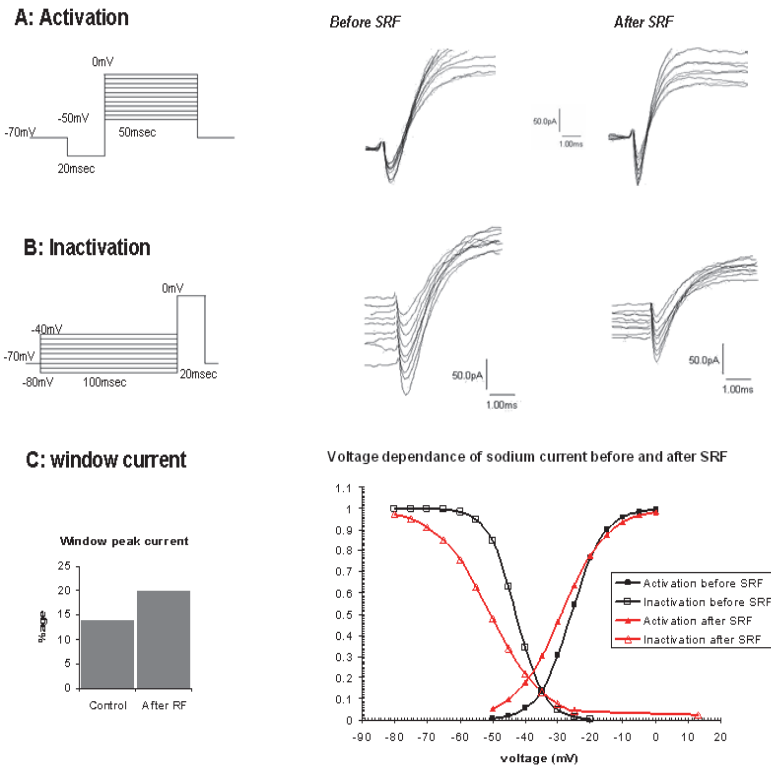 A: Activation
Before SRF
After SRF
0mV
-50mV
-70mV
50msec
20msec
50.0pA
1.00ms
B: Inactivation
0mV
-40mV
-70mV
-80mV
100msec
20msec
50.0pA
1.00ms
50.0pA
1.00ms
C: window current
Window peak current
%age
25
20
15
10
5
0
Control
After RF
Voltage dependance of sodium current before and after SRF
1.1
1
0.9
0.8
0.7
0.6
0.5
0.4
0.3
0.2
0.1
0
-90 -80 -70 -60 -50 -40 -30 -20 -10 0 10 20
voltage (mV)
Activation before SRF
Inactivation before SRF
Activation after SRF
Inactivation after SRF